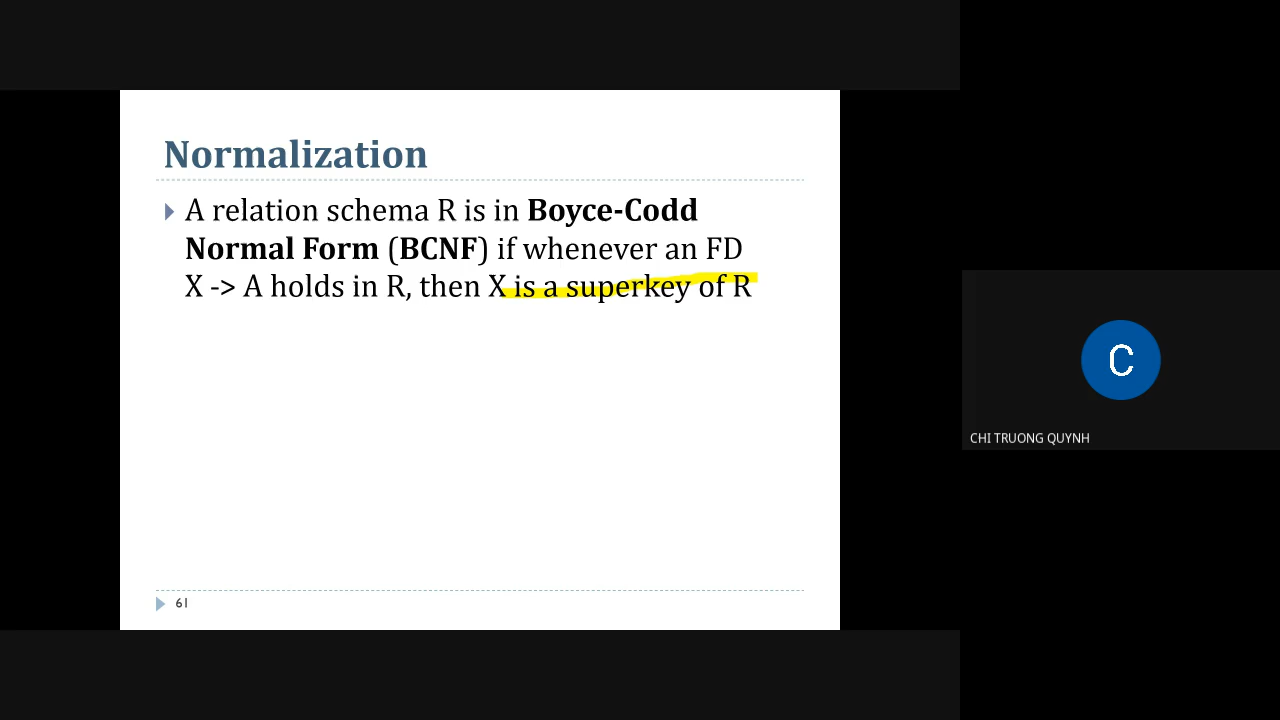 Normalization
A relation schema R is in Boyce-Codd
Normal Form (BCNF) if whenever an FD
X -> A holds in R, then X is a superkey of R
61
C
CHI TRUONG QUYNH